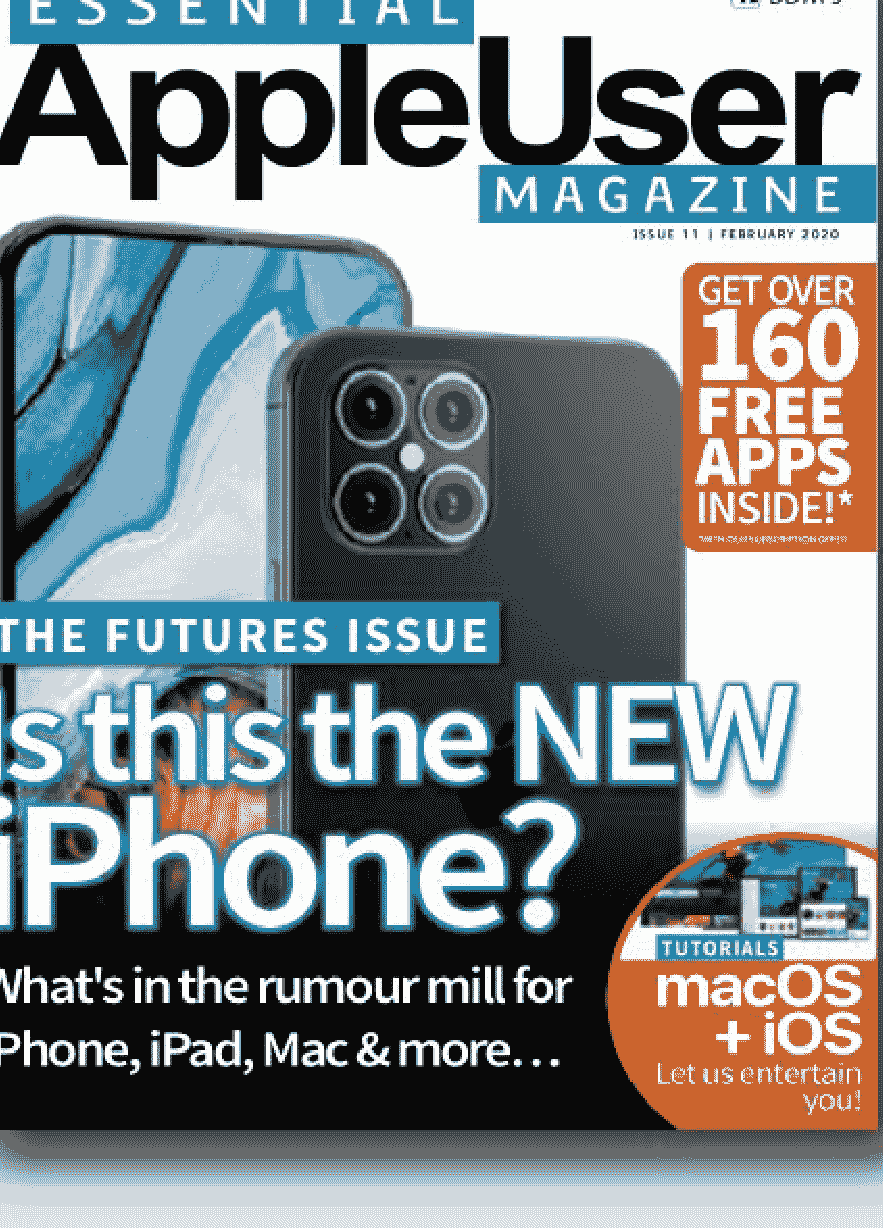 ESSENTIAL
AppleUser
MAGAZINE
ISSUE 11 | FEBRUARY 2020
GET OVER
160
FREE
APPS
INSIDE!*
THE FUTURES ISSUE
Is this the NEW
iPhone?
What's in the rumour mill for
iPhone, iPad, Mac & more...
TUTORIALS
macOS
+ iOS
Let us entertain
you!